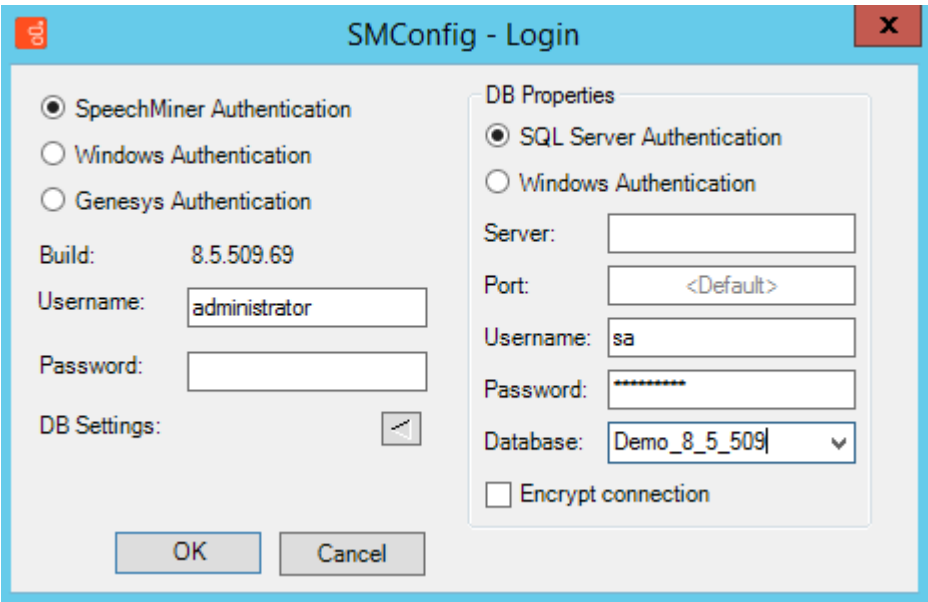 SMConfig - Login
x
SpeechMiner Authentication
Windows Authentication
Genesys Authentication
Build: 8.5.509.69
Username: administrator
Password:
DB Settings: <
OK Cancel
DB Properties
SQL Server Authentication
Windows Authentication
Server:
Port: <Default>
Username: sa
Password: *********
Database: Demo_8_5_509
Encrypt connection